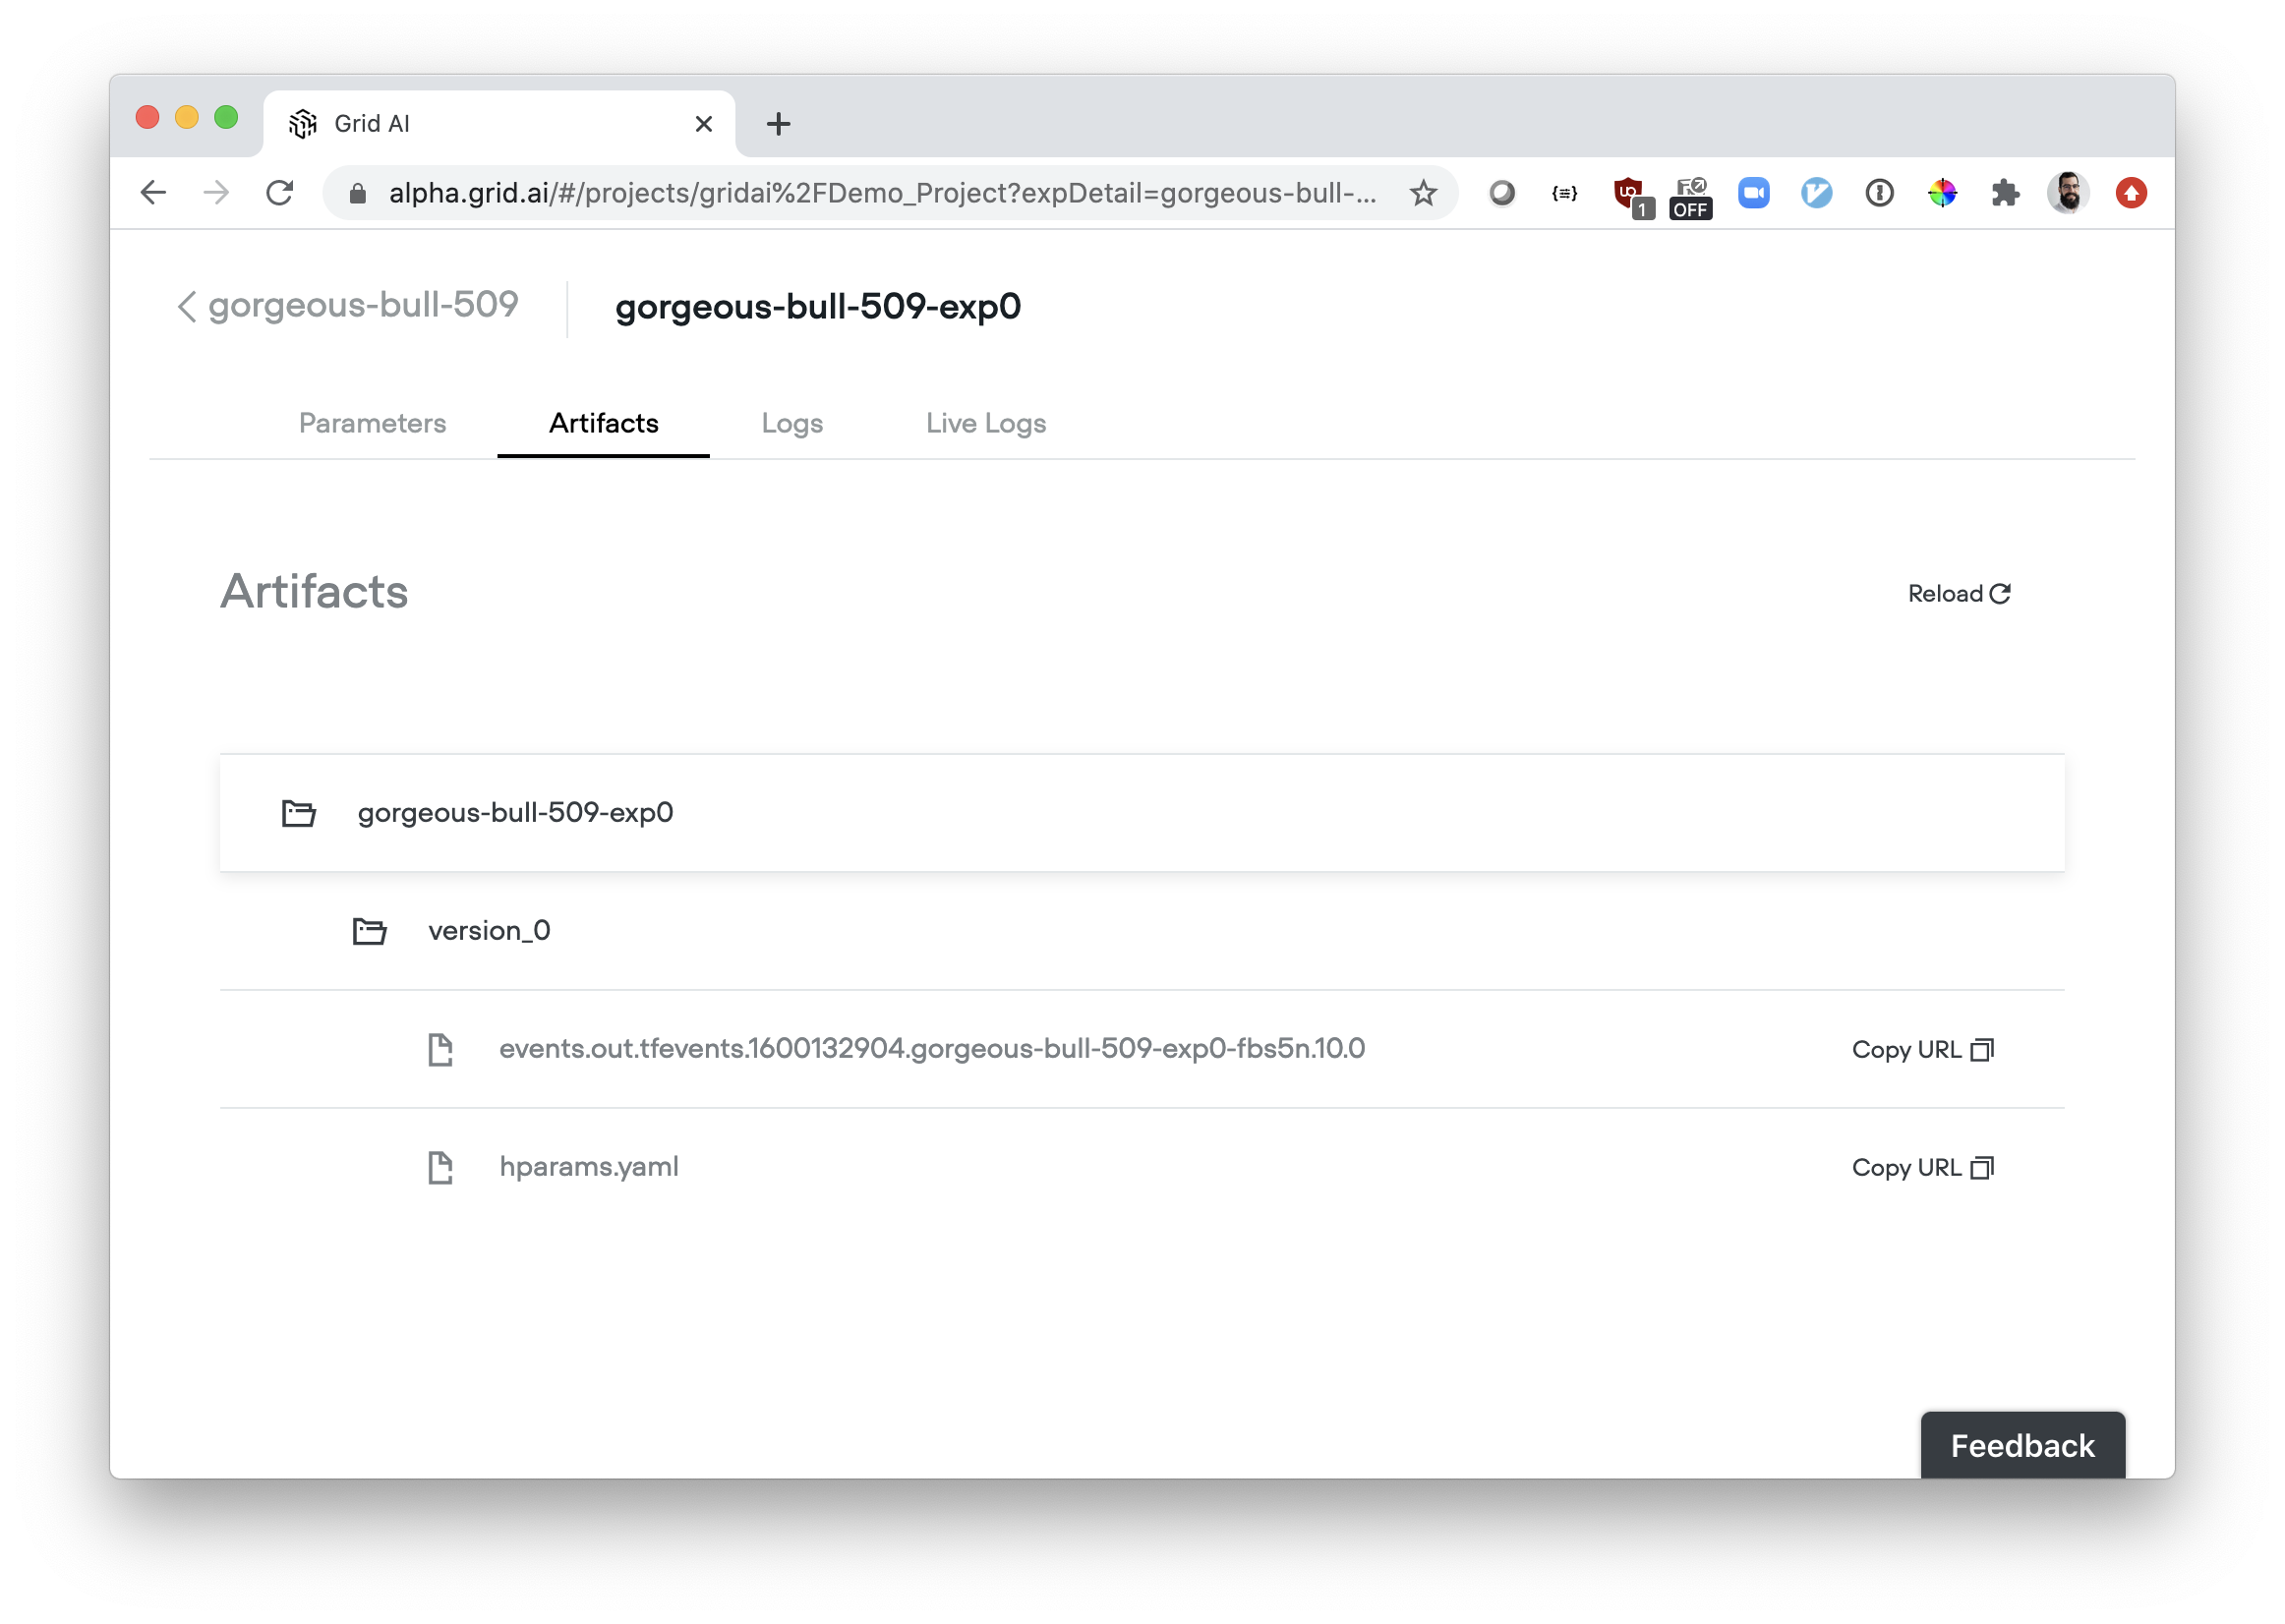 Grid AI
alpha.grid.ai/#/projects/gridai%2FDemo_Project?expDetail=gorgeous-bull-...
1
OFF
gorgeous-bull-509
gorgeous-bull-509-exp0
Parameters
Artifacts
Logs
Live Logs
Artifacts
Reload
gorgeous-bull-509-exp0
version_0
events.out.tfevents.1600132904.gorgeous-bull-509-exp0-fbs5n.10.0
Copy URL
hparams.yaml
Copy URL
Feedback